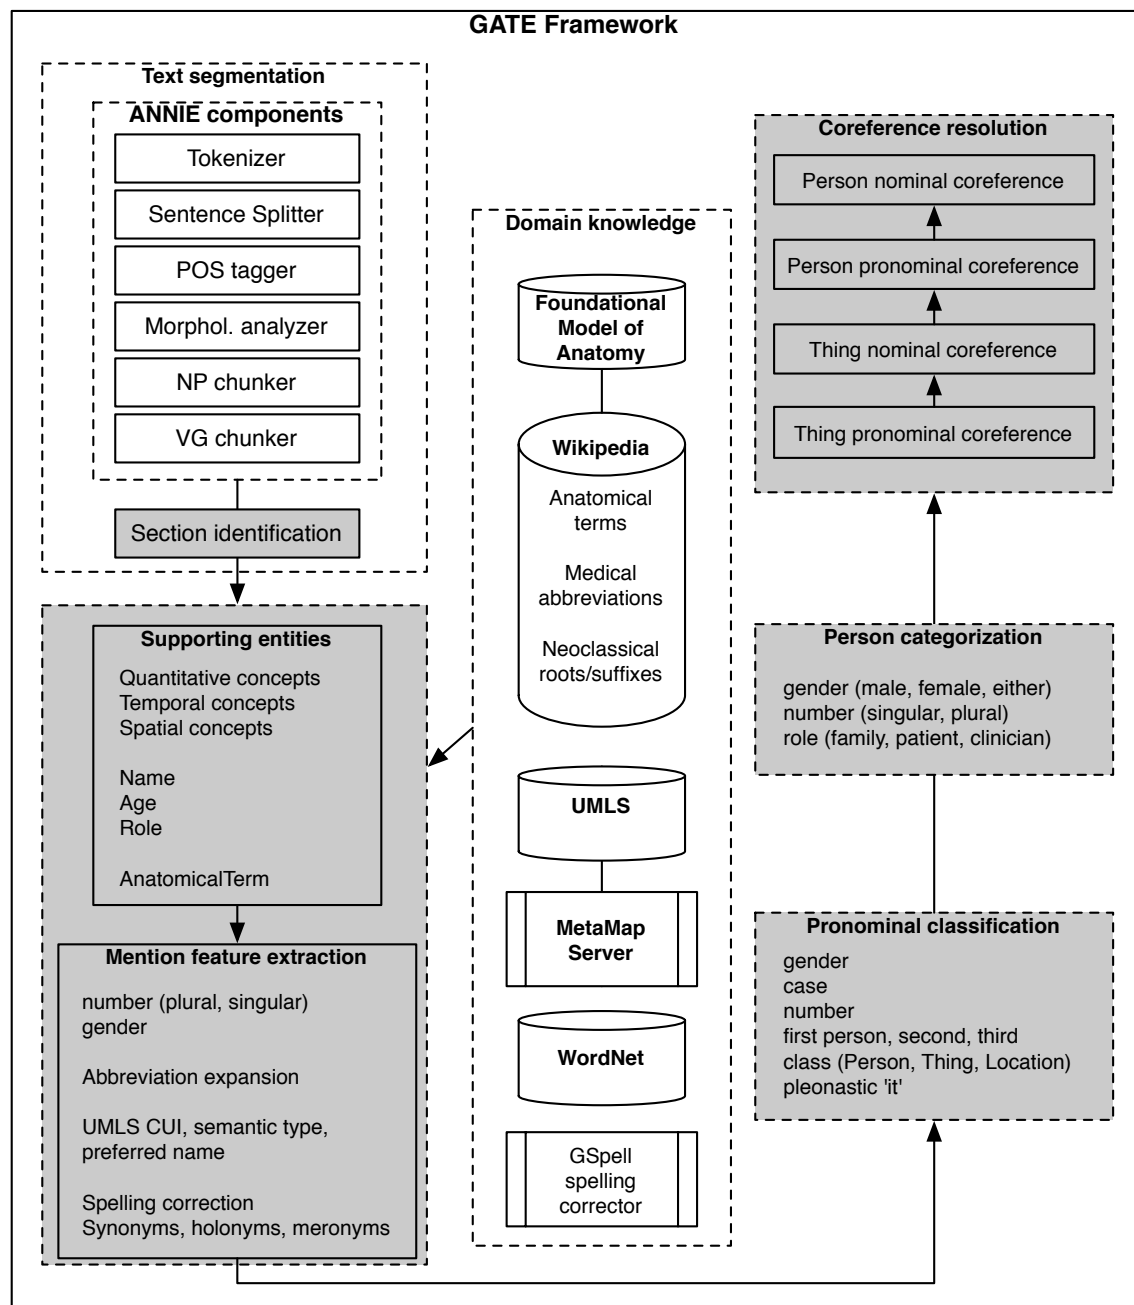 GATE Framework
Text segmentation
ANNIE components
Tokenizer
Sentence Splitter
POS tagger
Morphol. analyzer
NP chunker
VG chunker
Section identification
Supporting entities
Quantitative concepts
Temporal concepts
Spatial concepts
Name
Age
Role
AnatomicalTerm
Mention feature extraction
number (plural, singular)
gender
Abbreviation expansion
UMLS CUI, semantic type,
preferred name
Spelling correction
Synonyms, holonyms, meronyms
Domain knowledge
Foundational
Model of
Anatomy
Wikipedia
Anatomical
terms
Medical
abbreviations
Neoclassical
roots/suffixes
UMLS
MetaMap
Server
WordNet
GSpell
spelling
corrector
Coreference resolution
Person nominal coreference
Person pronominal coreference
Thing nominal coreference
Thing pronominal coreference
Person categorization
gender (male, female, either)
number (singular, plural)
role (family, patient, clinician)
Pronominal classification
gender
case
number
first person, second, third
class (Person, Thing, Location)
pleonastic 'it'